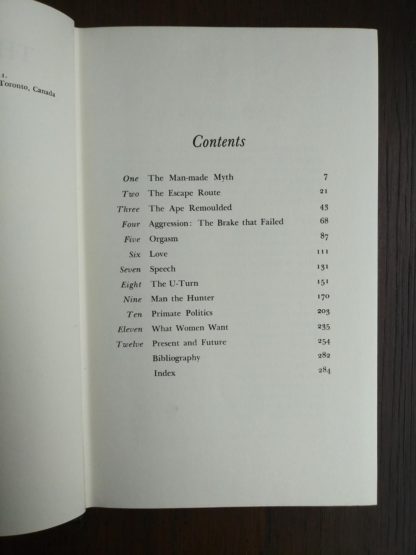 TH
1.
Toronto, Canada
Contents
One The Man-made Myth 7
Two The Escape Route 21
Three The Ape Remoulded 43
Four Aggression: The Brake that Failed 68
Five Orgasm 87
Six Love 111
Seven Speech 131
Eight The U-Turn 151
Nine Man the Hunter 170
Ten Primate Politics 203
Eleven What Women Want 235
Twelve Present and Future 254
Bibliography 282
Index 284